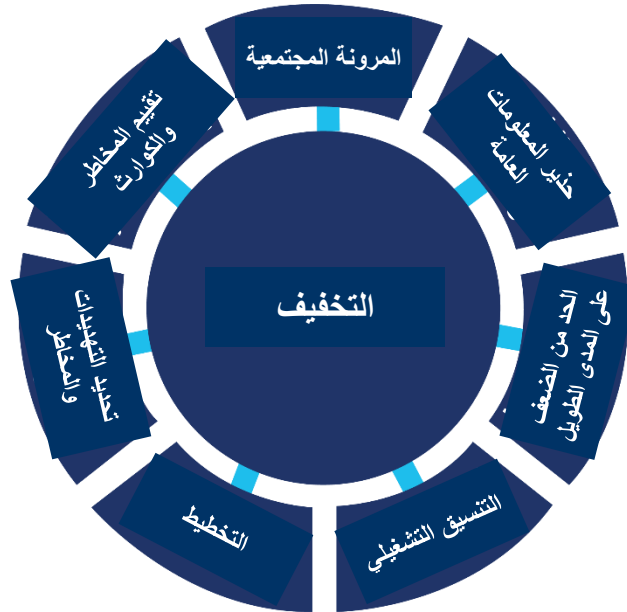 المرونة المجتمعية
حذير المعلومات
العامة
الحد من الضعف
على المدى الطويل
التنسيق التشغيلي
التخطيط
تحديد التهديدات
والمخاطر
تقييم المخاطر
والكوارث
التخفيف